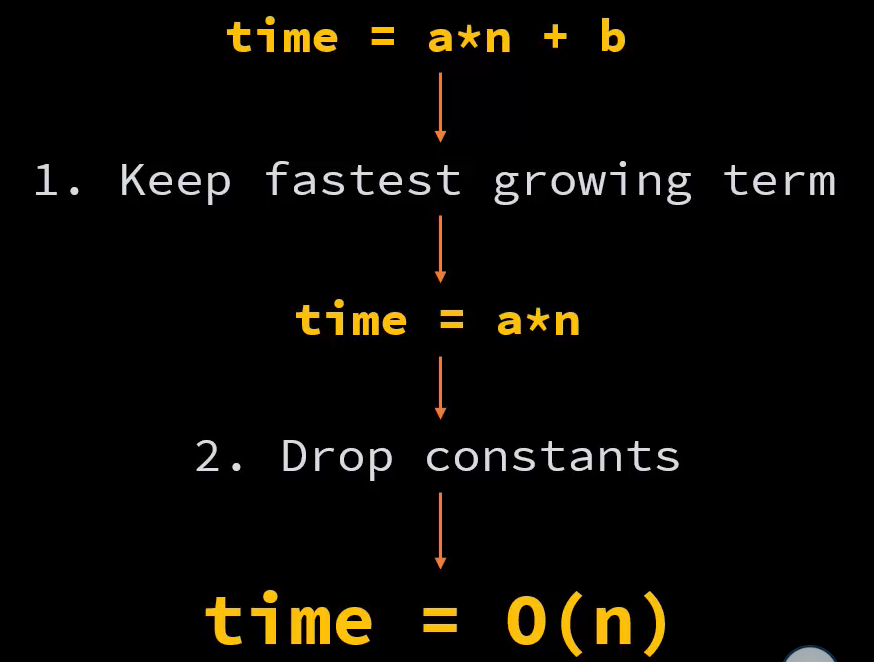 time = a*n + b
1. Keep fastest growing term
time = a*n
2. Drop constants
time = O(n)